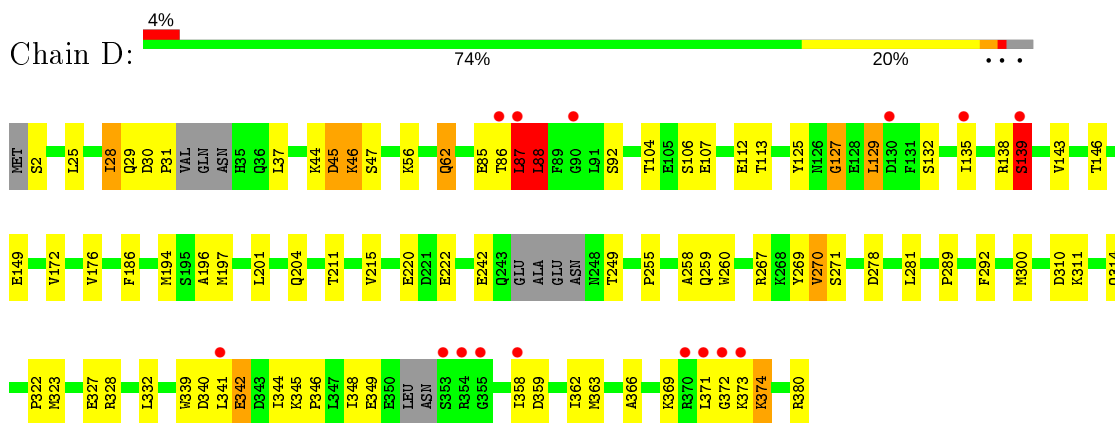 4%
Chain D:
74% 20% • • •
MET S2 L25 I28 Q29 D30 P31 VAL GLN ASN H35 Q36 L37 K44 D45 K46 S47 K56 Q62 E85 T86 L87 L88 F89 G90 L91 S92 T104 E105 S106 E107 E112 T113 Y125 N126 G127 E128 L129 D130 F131 S132 I135 R138 S139 V143 T146
E149 V172 V176 F186 M194 S195 A196 M197 L201 Q204 T211 V215 E220 D221 E222 E242 Q243 GLU ALA GLU ASN N248 T249 P255 A258 Q259 W260 R267 K268 Y269 V270 S271 D278 L281 P289 F292 M300 D310 K311
P322 M323 E327 R328 L332 W339 D340 L341 E342 D343 I344 K345 P346 L347 I348 E349 E350 LEU ASN S353 R354 G355 I358 D359 I362 M363 A366 K369 R370 L371 G372 K373 K374 R380